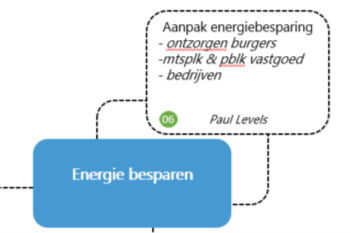 Aanpak energiebesparing
- ontzorgen burgers
-mtsplk & pblk vastgoed
- bedrijven
06 Paul Levels
Energie besparen